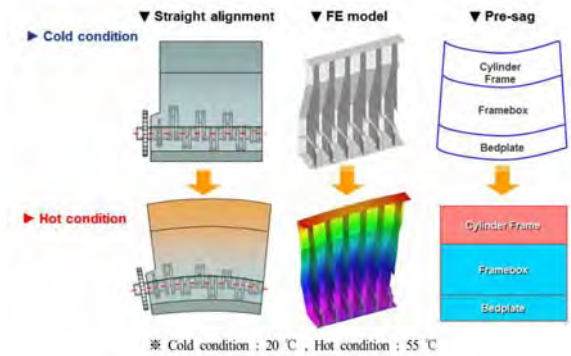 ▼ Straight alignment ▼ FE model ▼ Pre-sag
► Cold condition
Cylinder
Frame
Framebox
Bedplate
► Hot condition
Cylinder Frame
Framebox
Bedplate
※ Cold condition : 20 ℃ , Hot condition : 55 ℃